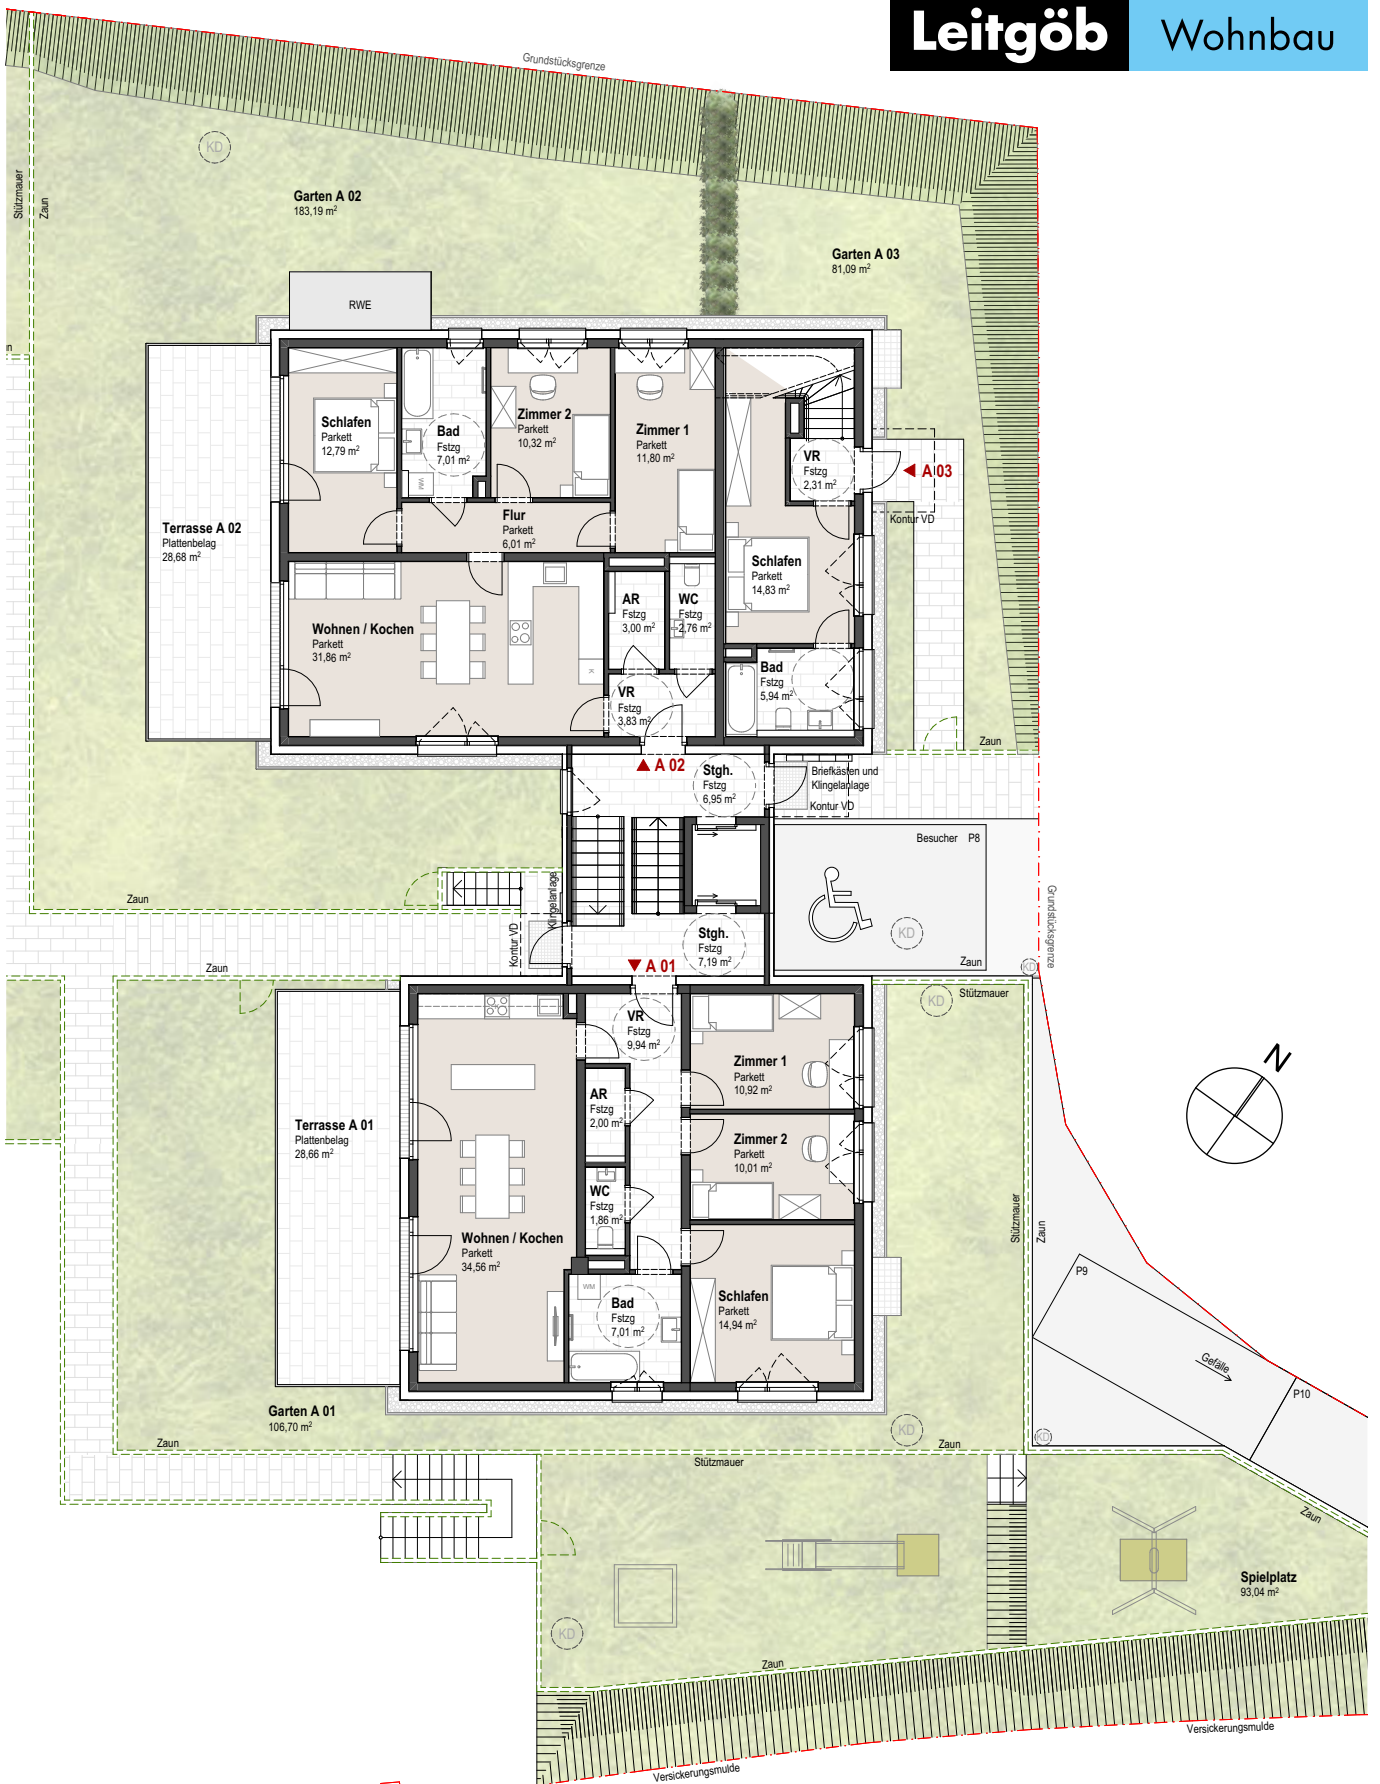 Leitgöb Wohnbau
Grundstücksgrenze
KD
Stützmauer
Zaun
Garten A 02
183,19 m²
Garten A 03
81,09 m²
RWE
n
Schlafen
Parkett
12,79 m²
Bad
Fstzg
7,01 m²
WM
Zimmer 2
Parkett
10,32 m²
Zimmer 1
Parkett
11,80 m²
VR
Fstzg
2,31 m²
A 03
Kontur VD
Flur
Parkett
6,01 m²
Terrasse A 02
Plattenbelag
28,68 m²
Schlafen
Parkett
14,83 m²
AR
Fstzg
3,00 m²
WC
Fstzg
2,76 m²
Wohnen / Kochen
Parkett
31,86 m²
K
Bad
Fstzg
5,94 m²
VR
Fstzg
3,83 m²
Zaun
A 02
Stgh.
Fstzg
6,95 m²
Briefkästen und
Klingelanlage
Kontur VD
Besucher P8
Zaun
Klingelanlage
Kontur VD
KD
Grundstücksgrenze
Stgh.
Fstzg
7,19 m²
A 01
Zaun
Zaun
KD
KD
Stützmauer
VR
Fstzg
9,94 m²
Zimmer 1
Parkett
10,92 m²
N
AR
Fstzg
2,00 m²
Terrasse A 01
Plattenbelag
28,66 m²
Zimmer 2
Parkett
10,01 m²
WC
Fstzg
1,86 m²
Stützmauer
Zaun
Wohnen / Kochen
Parkett
34,56 m²
P9
WM
Bad
Fstzg
7,01 m²
Schlafen
Parkett
14,94 m²
Gefälle
P10
Garten A 01
106,70 m²
KD
KD
Zaun
Zaun
Stützmauer
Zaun
Spielplatz
93,04 m²
KD
Zaun
Versickerungsmulde
Versickerungsmulde